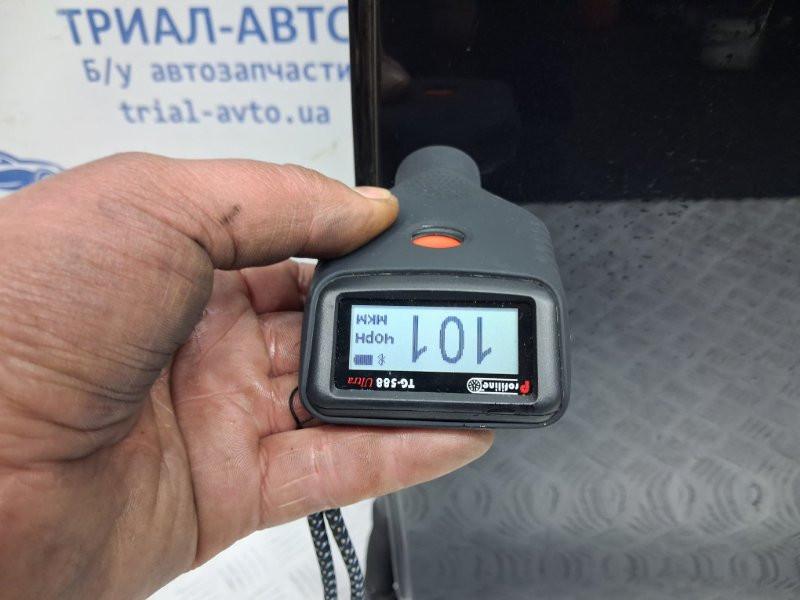 ТРИАЛ-АВТО
Б/у автозапчасти
trial-avto.ua
Profiline TG-588 Ultra
101
ЧОРН
МКМ